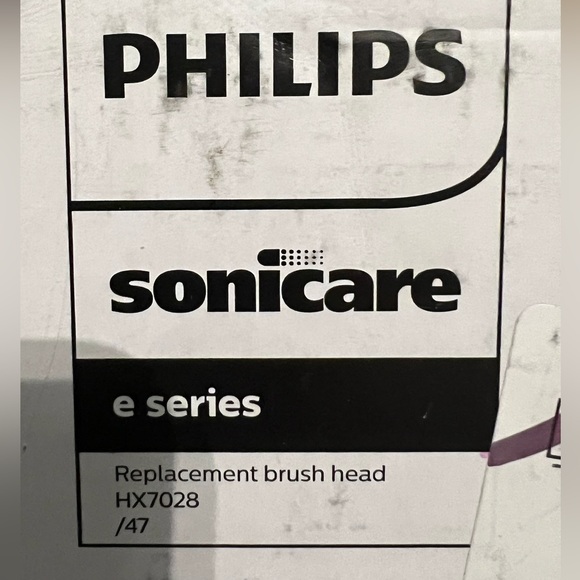 PHILIPS
sonicare
e series
Replacement brush head
HX7028
/47